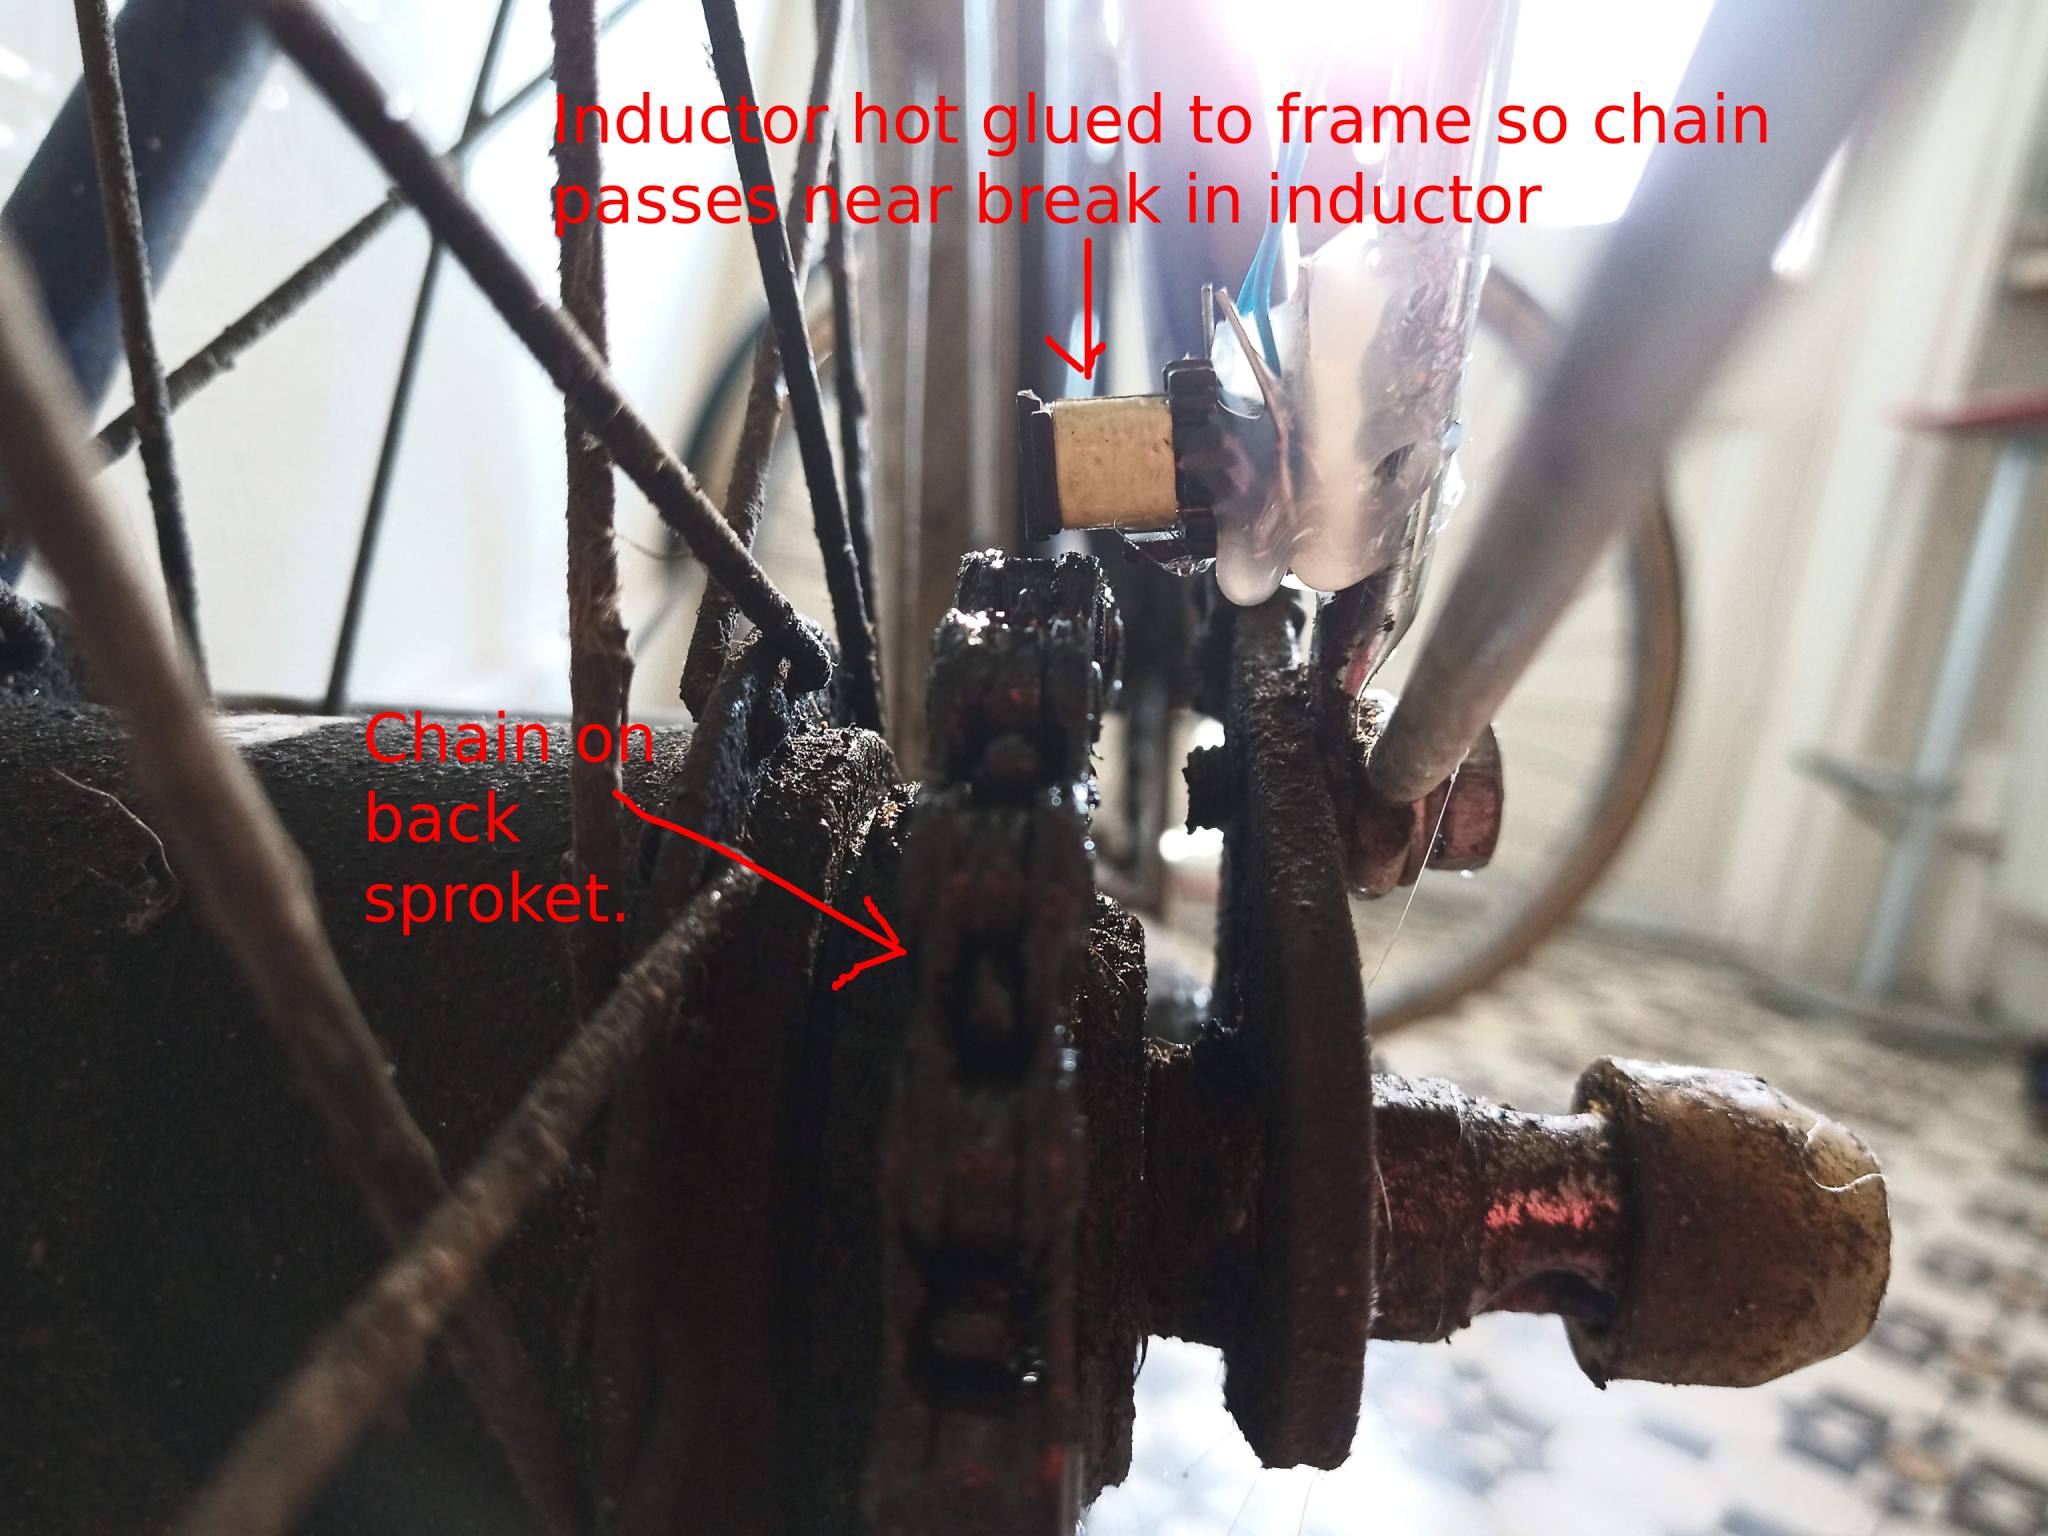 Inductor hot glued to frame so chain
passes near break in inductor
Chain on
back
sproket.